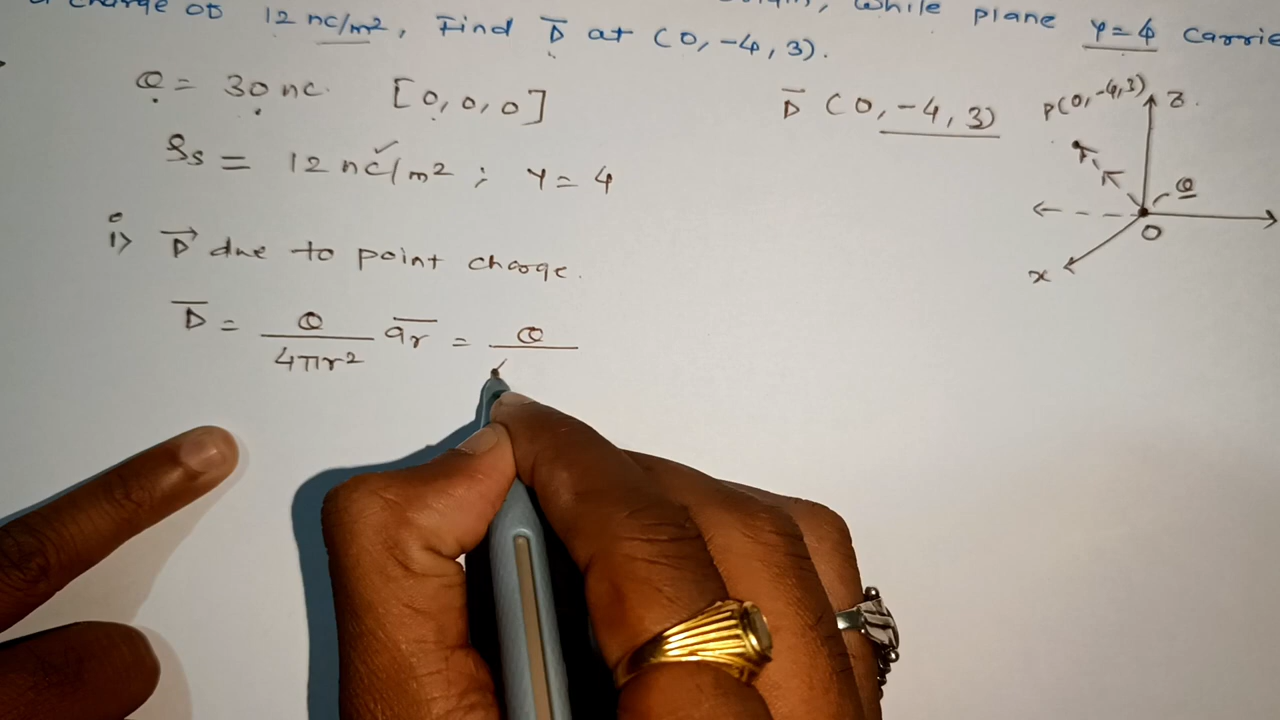 a charge of 12 nc/m², Find D̅ at (0, -4, 3).
while plane y=4 carrie
Q = 30 nc. [0, 0, 0]
D̅ (0, -4, 3)
P(0, -4, 3)
Z
ρs = 12 nc/m² ; Y = 4
Q
O
x
i) D⃗ due to point charge.
D̅ = Q/4πr² a̅r̅ = Q